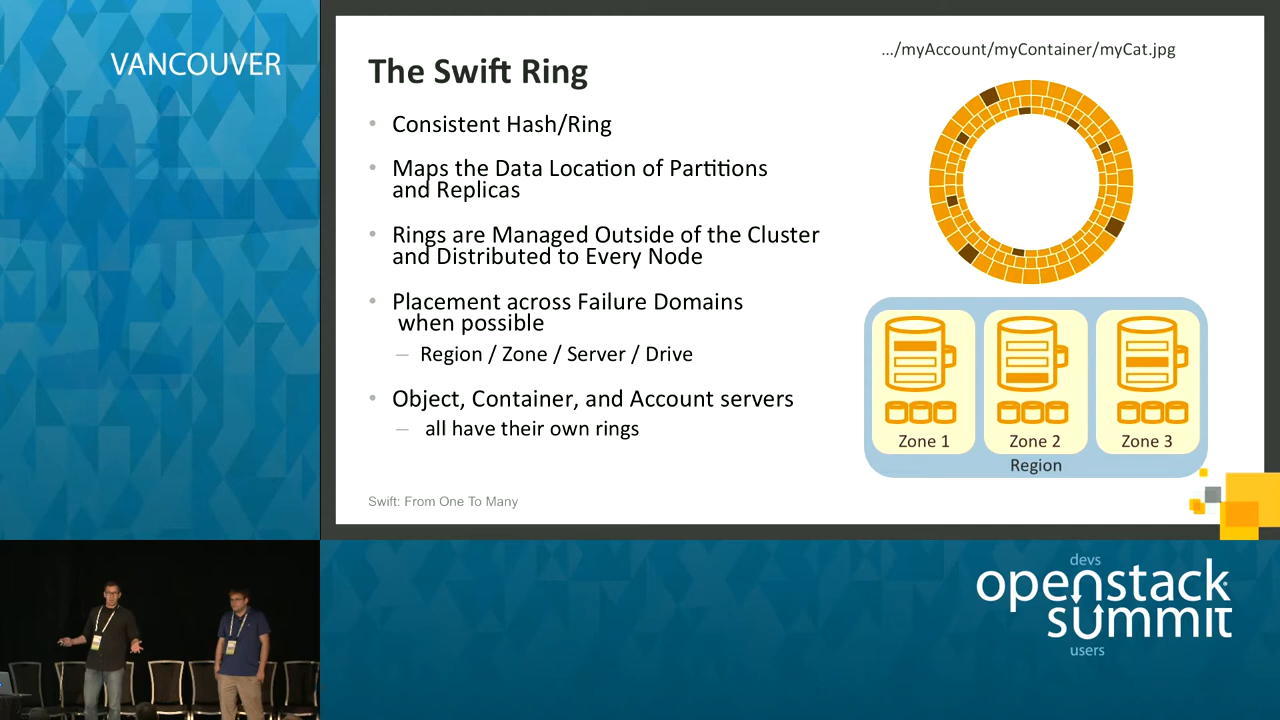 VANCOUVER
The Swift Ring
• Consistent Hash/Ring
• Maps the Data Location of Partitions
and Replicas
• Rings are Managed Outside of the Cluster
and Distributed to Every Node
• Placement across Failure Domains
when possible
– Region / Zone / Server / Drive
• Object, Container, and Account servers
– all have their own rings
Swift: From One To Many
.../myAccount/myContainer/myCat.jpg
Zone 1
Zone 2
Zone 3
Region
devs
openstack
summit
users